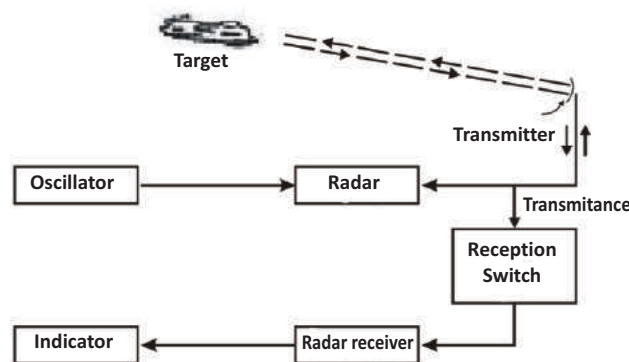 Target
Transmitter
Oscillator
Radar
Transmitance
Reception
Switch
Indicator
Radar receiver